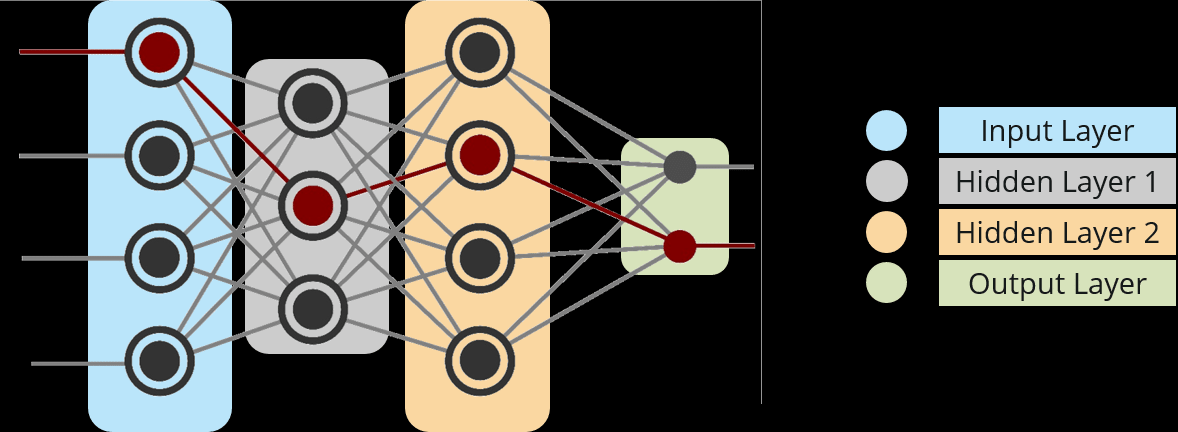 Input Layer
Hidden Layer 1
Hidden Layer 2
Output Layer